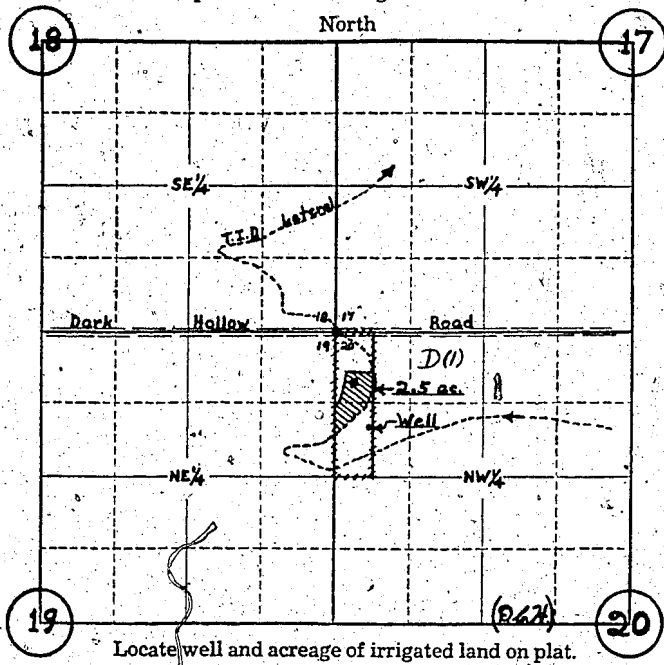 North
18 17
SE¼ SW¼
T.I.D. Lateral
18 17
Dark Hollow Road
19 20
D(1)
2.5 ac.
Well
NE¼ NW¼
19 20
Locate well and acreage of irrigated land on plat.